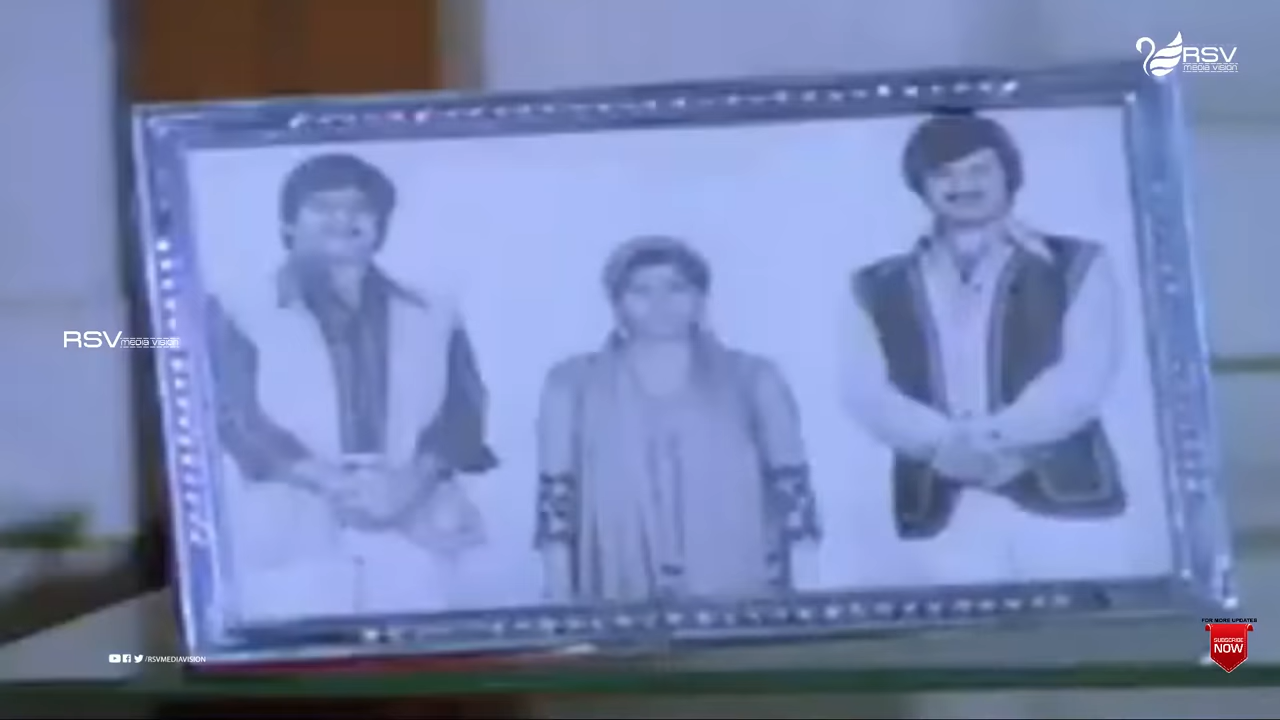 RSV
media vision
RSV media vision
/RSVMEDIAVISION
FOR MORE UPDATES
SUBSCRIBE
NOW